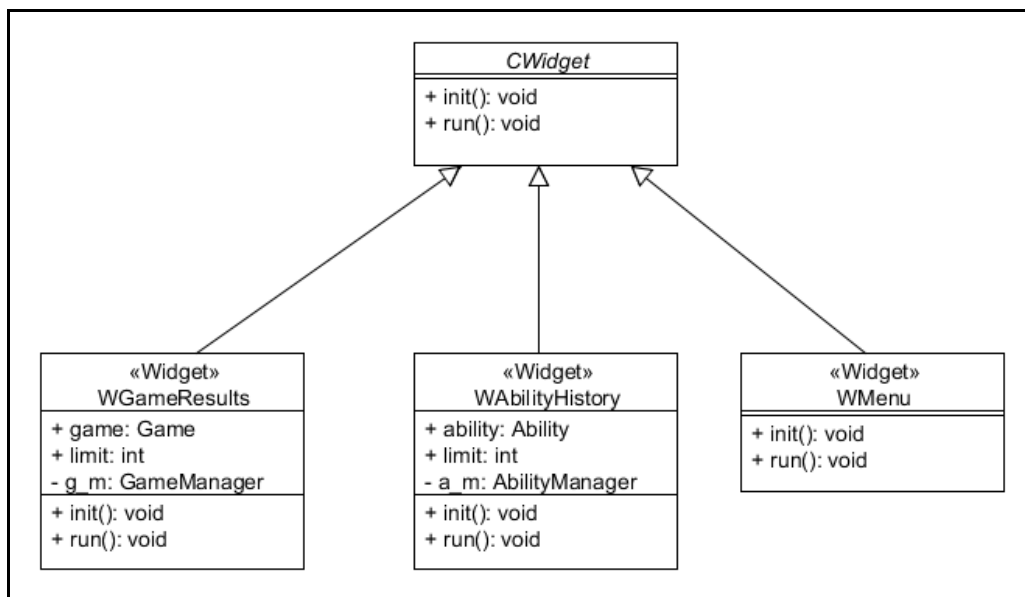 CWidget
+ init(): void
+ run(): void
«Widget»
WGameResults
+ game: Game
+ limit: int
- g_m: GameManager
+ init(): void
+ run(): void
«Widget»
WAbilityHistory
+ ability: Ability
+ limit: int
- a_m: AbilityManager
+ init(): void
+ run(): void
«Widget»
WMenu
+ init(): void
+ run(): void